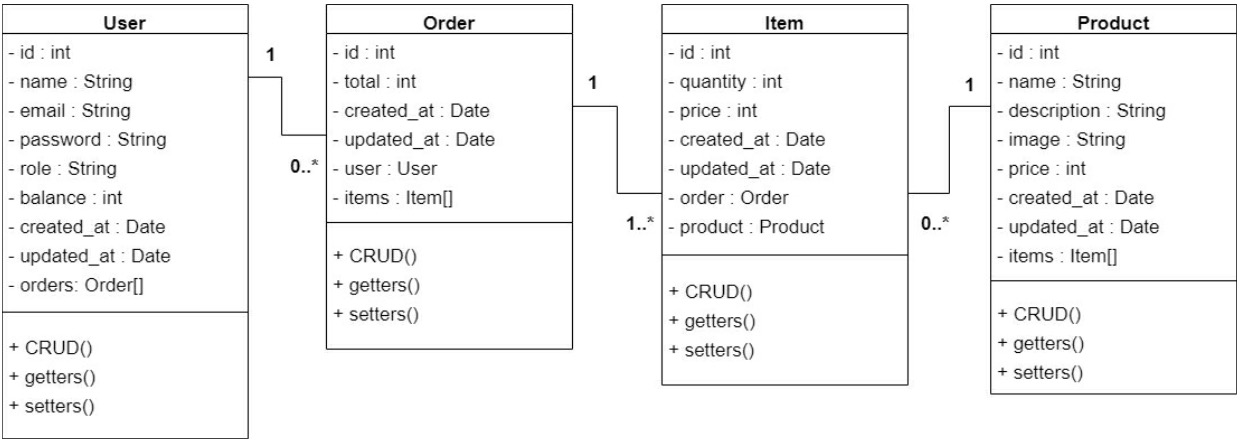 User
- id : int
- name : String
- email : String
- password : String
- role : String
- balance : int
- created_at : Date
- updated_at : Date
- orders: Order[]
+ CRUD()
+ getters()
+ setters()
1
0..*
Order
- id : int
- total : int
- created_at : Date
- updated_at : Date
- user : User
- items : Item[]
+ CRUD()
+ getters()
+ setters()
1
1..*
Item
- id : int
- quantity : int
- price : int
- created_at : Date
- updated_at : Date
- order : Order
- product : Product
+ CRUD()
+ getters()
+ setters()
1
0..*
Product
- id : int
- name : String
- description : String
- image : String
- price : int
- created_at : Date
- updated_at : Date
- items : Item[]
+ CRUD()
+ getters()
+ setters()